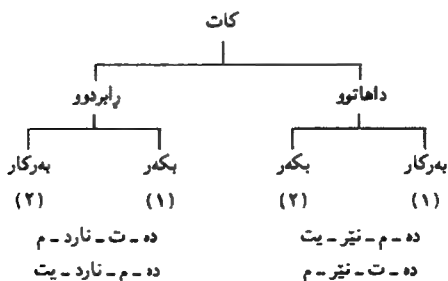 کات
داهاتوو ڕابردوو
بەرکار بکەر بکەر بەرکار
(١) (٢) (١) (٢)
دە ـ م ـ نێر ـ یت دە ـ ت ـ نارد ـ م
دە ـ ت ـ نێر ـ م دە ـ م ـ نارد ـ یت